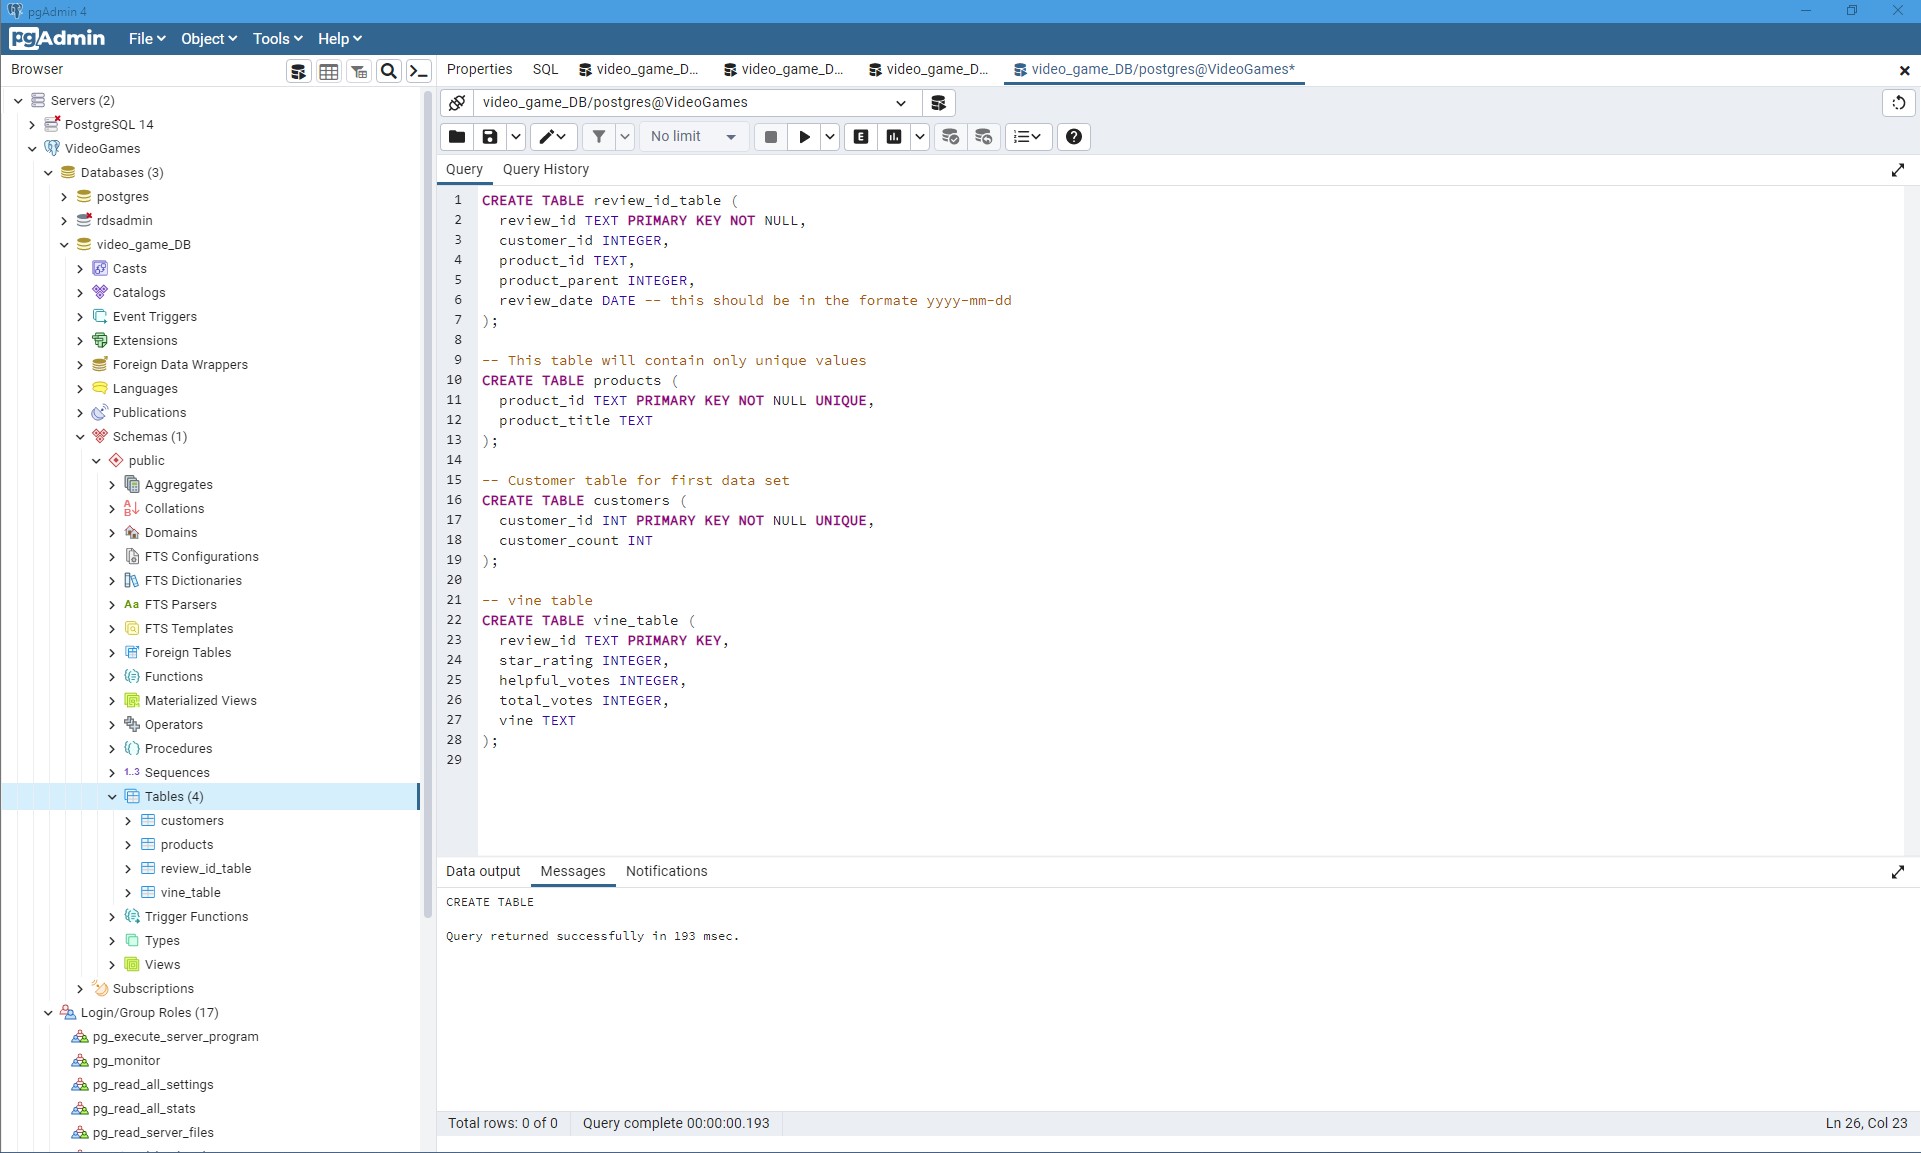 pgAdmin 4
pgAdmin File Object Tools Help
Browser
Properties SQL video_game_D... video_game_D... video_game_D... video_game_DB/postgres@VideoGames*
Servers (2)
PostgreSQL 14
VideoGames
Databases (3)
postgres
rdsadmin
video_game_DB
Casts
Catalogs
Event Triggers
Extensions
Foreign Data Wrappers
Languages
Publications
Schemas (1)
public
Aggregates
Collations
Domains
FTS Configurations
FTS Dictionaries
Aa FTS Parsers
FTS Templates
Foreign Tables
Functions
Materialized Views
Operators
Procedures
1..3 Sequences
Tables (4)
customers
products
review_id_table
vine_table
Trigger Functions
Types
Views
Subscriptions
Login/Group Roles (17)
pg_execute_server_program
pg_monitor
pg_read_all_settings
pg_read_all_stats
pg_read_server_files
video_game_DB/postgres@VideoGames
No limit E
Query Query History
1 CREATE TABLE review_id_table (
2 review_id TEXT PRIMARY KEY NOT NULL,
3 customer_id INTEGER,
4 product_id TEXT,
5 product_parent INTEGER,
6 review_date DATE -- this should be in the formate yyyy-mm-dd
7 );
8
9 -- This table will contain only unique values
10 CREATE TABLE products (
11 product_id TEXT PRIMARY KEY NOT NULL UNIQUE,
12 product_title TEXT
13 );
14
15 -- Customer table for first data set
16 CREATE TABLE customers (
17 customer_id INT PRIMARY KEY NOT NULL UNIQUE,
18 customer_count INT
19 );
20
21 -- vine table
22 CREATE TABLE vine_table (
23 review_id TEXT PRIMARY KEY,
24 star_rating INTEGER,
25 helpful_votes INTEGER,
26 total_votes INTEGER,
27 vine TEXT
28 );
29
Data output Messages Notifications
CREATE TABLE
Query returned successfully in 193 msec.
Total rows: 0 of 0 Query complete 00:00:00.193 Ln 26, Col 23